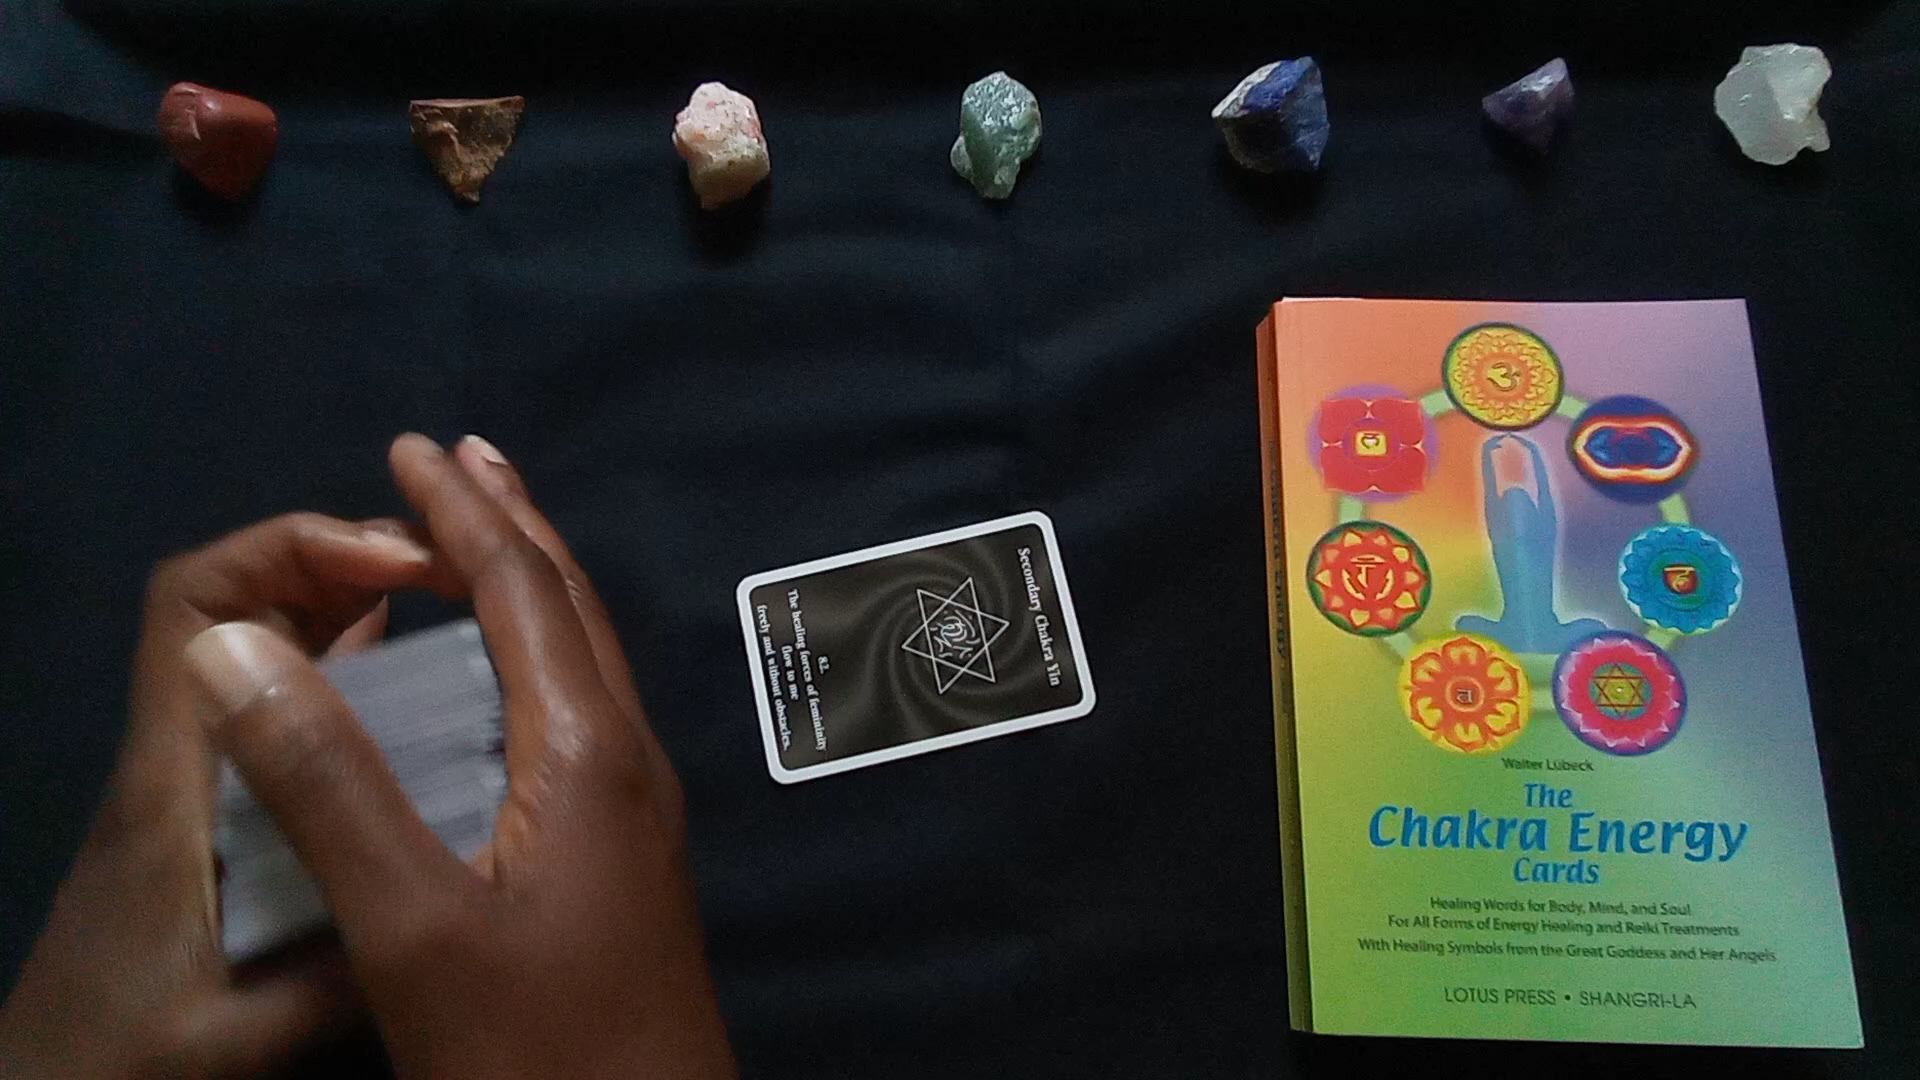 Secondary Chakra Yin
82.
The healing forces of femininity
flow to me
freely and without obstacles.
Walter Lübeck
The
Chakra Energy
Cards
Healing Words for Body, Mind, and Soul
For All Forms of Energy Healing and Reiki Treatments
With Healing Symbols from the Great Goddess and Her Angels
LOTUS PRESS • SHANGRI-LA